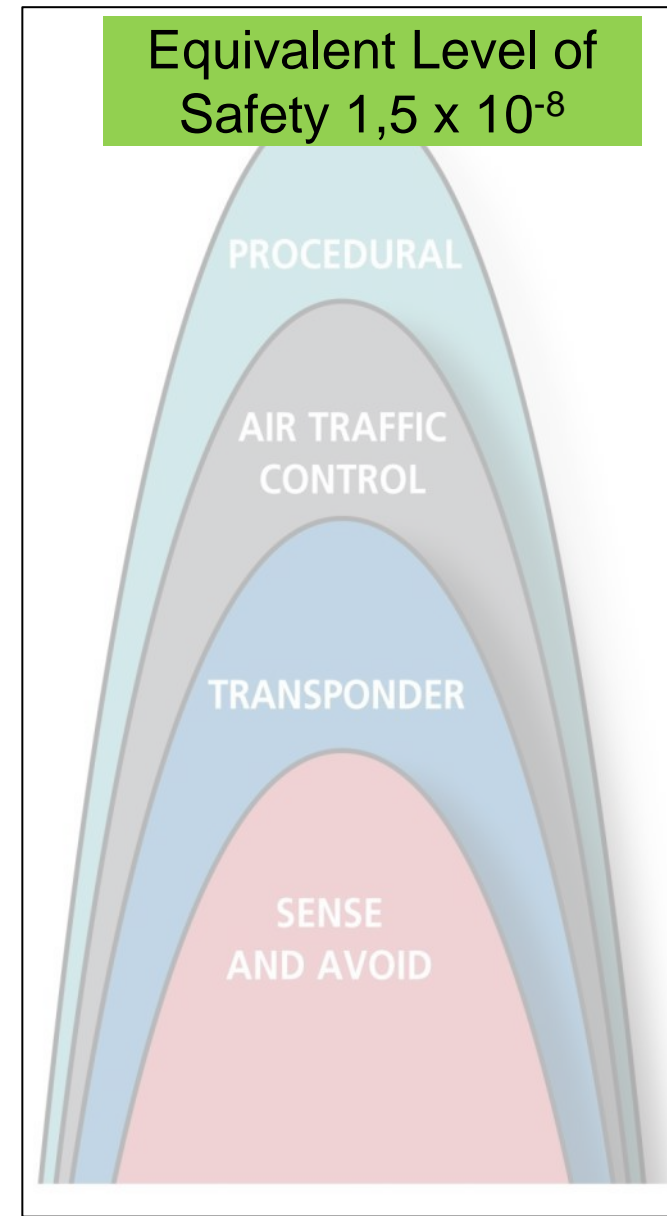 Equivalent Level of
Safety 1,5 x 10⁻⁸
PROCEDURAL
AIR TRAFFIC
CONTROL
TRANSPONDER
SENSE
AND AVOID